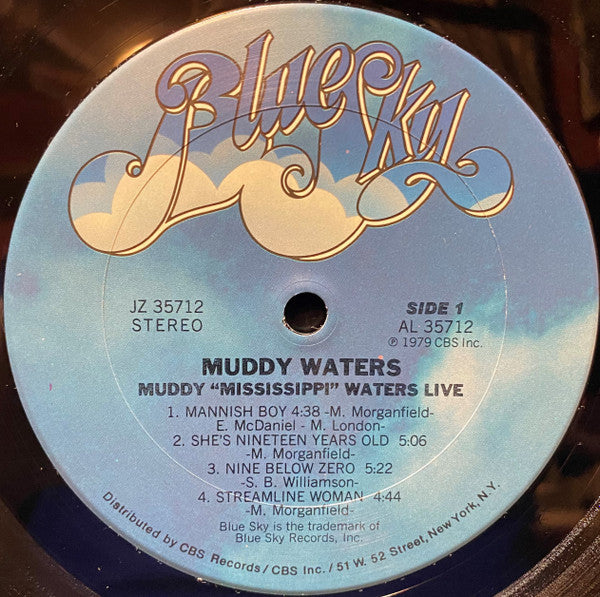 Blue Sky
JZ 35712
STEREO
SIDE 1
AL 35712
℗ 1979 CBS Inc.
MUDDY WATERS
MUDDY “MISSISSIPPI” WATERS LIVE
1. MANNISH BOY 4:38 -M. Morganfield-
E. McDaniel - M. London-
2. SHE'S NINETEEN YEARS OLD 5:06
-M. Morganfield-
3. NINE BELOW ZERO 5:22
-S. B. Williamson-
4. STREAMLINE WOMAN 4:44
-M. Morganfield-
Blue Sky is the trademark of
Blue Sky Records, Inc.
Distributed by CBS Records/CBS Inc./51 W. 52 Street, New York, N.Y.